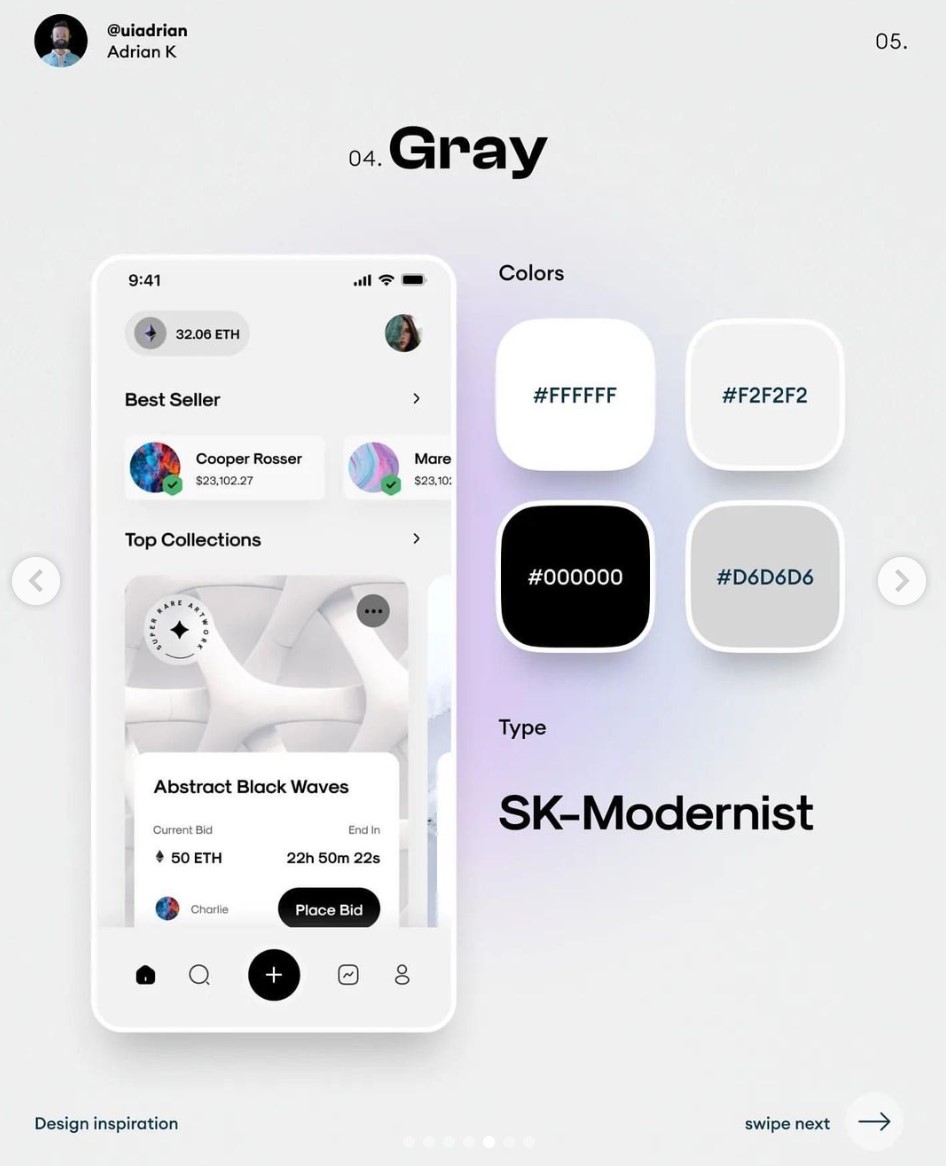 @uiadrian
Adrian K
05.
04. Gray
9:41
32.06 ETH
Best Seller
Cooper Rosser
$23,102.27
Mare
$23,10
Top Collections
SUPER RARE ARTWORK
Abstract Black Waves
Current Bid
End In
50 ETH
22h 50m 22s
Charlie
Place Bid
Colors
#FFFFFF
#F2F2F2
#000000
#D6D6D6
Type
SK-Modernist
Design inspiration
swipe next